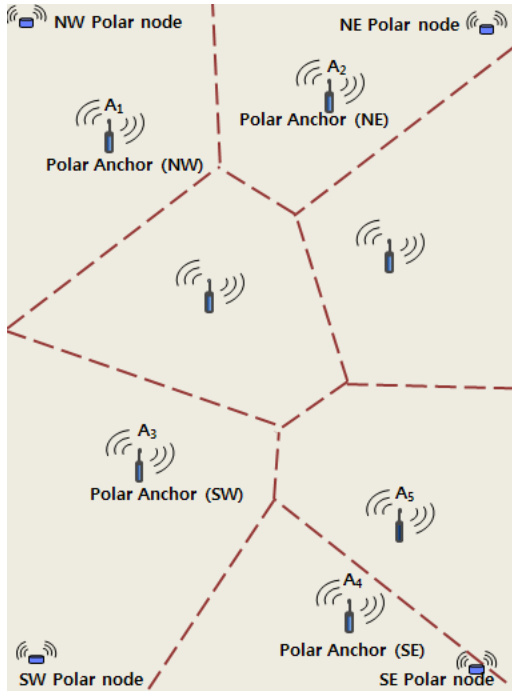 NW Polar node
NE Polar node
A1
Polar Anchor (NW)
A2
Polar Anchor (NE)
A3
Polar Anchor (SW)
A5
A4
Polar Anchor (SE)
SW Polar node
SE Polar node